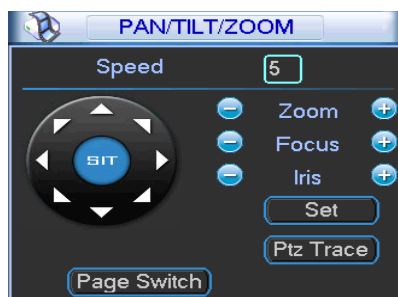 PAN/TILT/ZOOM
Speed 5
Zoom
SIT
Focus
Iris
Set
Ptz Trace
Page Switch